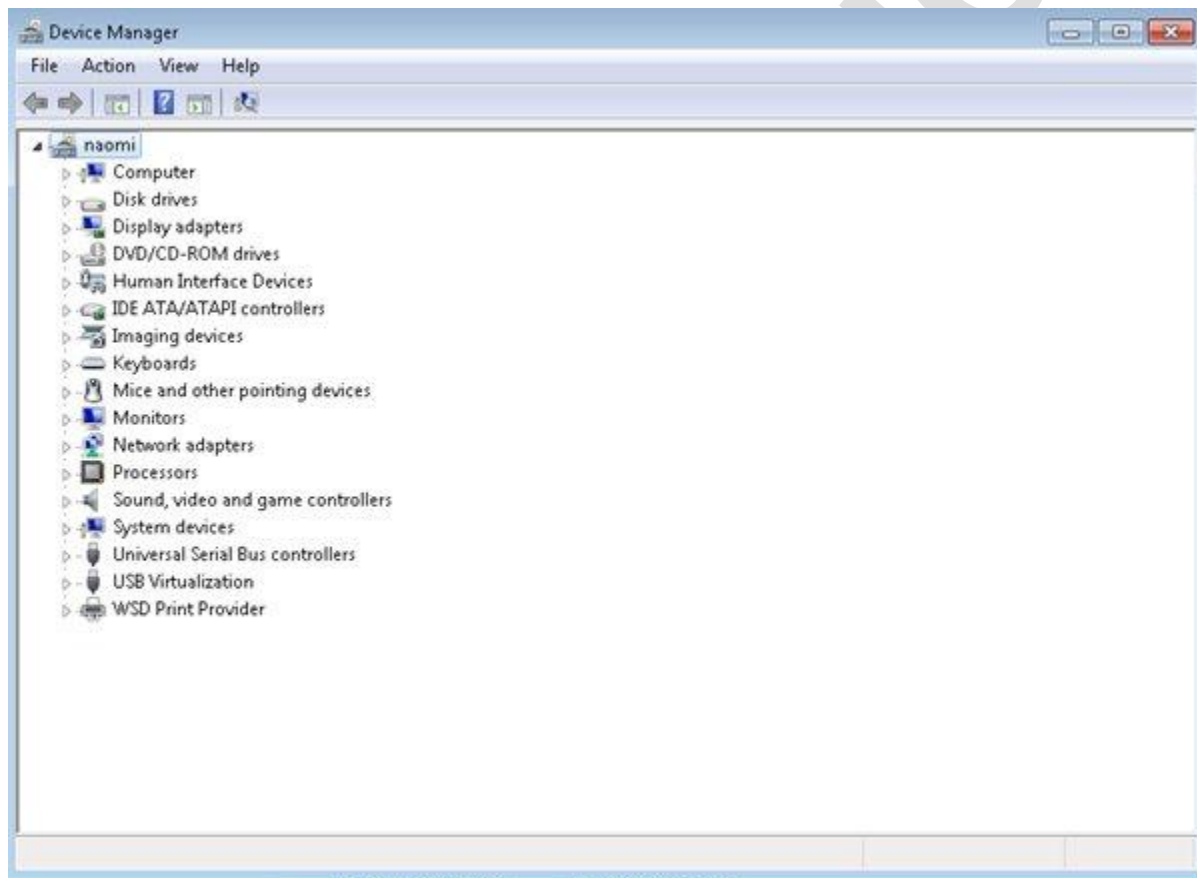 Device Manager
File Action View Help
naomi
Computer
Disk drives
Display adapters
DVD/CD-ROM drives
Human Interface Devices
IDE ATA/ATAPI controllers
Imaging devices
Keyboards
Mice and other pointing devices
Monitors
Network adapters
Processors
Sound, video and game controllers
System devices
Universal Serial Bus controllers
USB Virtualization
WSD Print Provider